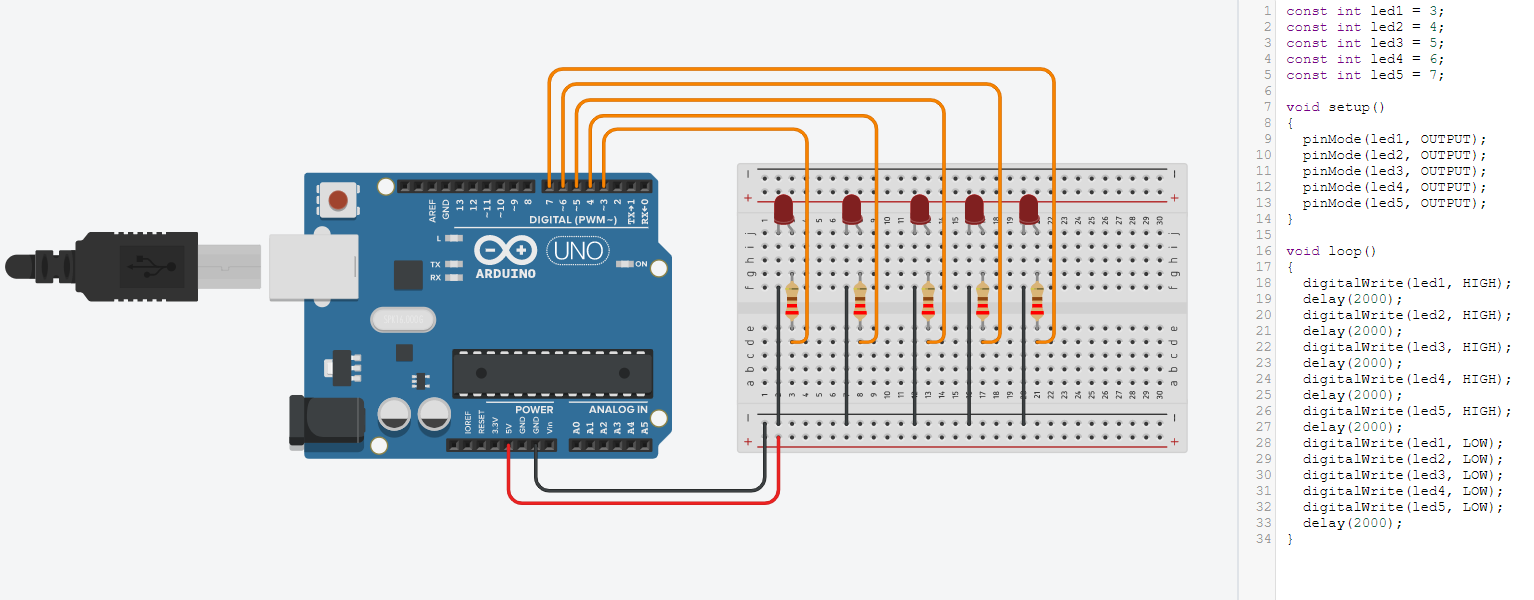 AREF
GND
13
12
~11
~10
~9
8
7
~6
~5
4
~3
2
TX→1
RX←0
DIGITAL (PWM~)
L
TX
RX
UNO
ARDUINO
ON
POWER
ANALOG IN
IOREF
RESET
3.3V
5V
GND
GND
Vin
A0
A1
A2
A3
A4
A5
1 const int led1 = 3;
2 const int led2 = 4;
3 const int led3 = 5;
4 const int led4 = 6;
5 const int led5 = 7;
6
7 void setup()
8 {
9 pinMode(led1, OUTPUT);
10 pinMode(led2, OUTPUT);
11 pinMode(led3, OUTPUT);
12 pinMode(led4, OUTPUT);
13 pinMode(led5, OUTPUT);
14 }
15
16 void loop()
17 {
18 digitalWrite(led1, HIGH);
19 delay(2000);
20 digitalWrite(led2, HIGH);
21 delay(2000);
22 digitalWrite(led3, HIGH);
23 delay(2000);
24 digitalWrite(led4, HIGH);
25 delay(2000);
26 digitalWrite(led5, HIGH);
27 delay(2000);
28 digitalWrite(led1, LOW);
29 digitalWrite(led2, LOW);
30 digitalWrite(led3, LOW);
31 digitalWrite(led4, LOW);
32 digitalWrite(led5, LOW);
33 delay(2000);
34 }